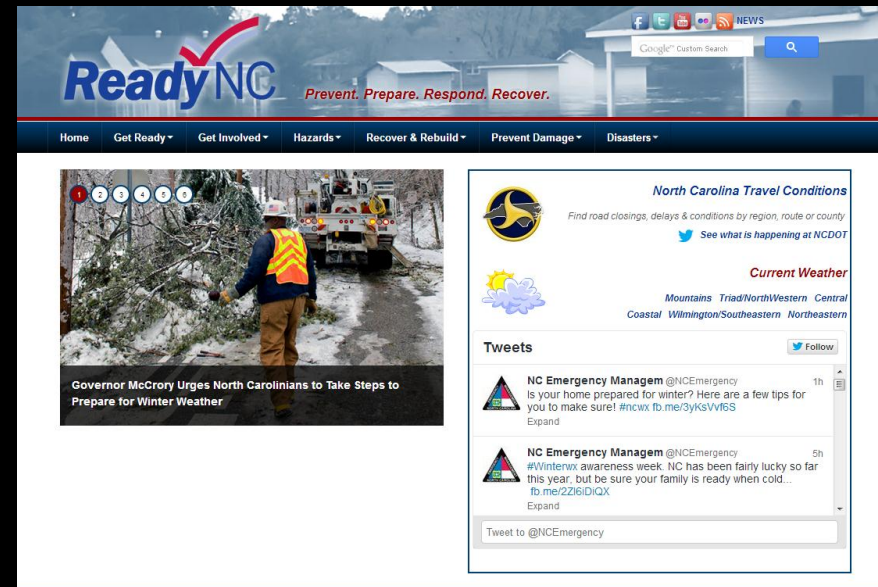 f t You Tube NEWS
Google™ Custom Search
Ready NC
Prevent. Prepare. Respond. Recover.
Home Get Ready Get Involved Hazards Recover & Rebuild Prevent Damage Disasters
1 2 3 4 5 6
Governor McCrory Urges North Carolinians to Take Steps to
Prepare for Winter Weather
North Carolina Travel Conditions
Find road closings, delays & conditions by region, route or county
See what is happening at NCDOT
Current Weather
Mountains Triad/NorthWestern Central
Coastal Wilmington/Southeastern Northeastern
Tweets Follow
NC Emergency Managem @NCEmergency 1h
Is your home prepared for winter? Here are a few tips for
you to make sure! #ncwx fb.me/3yKsVvf6S
Expand
NC Emergency Managem @NCEmergency 5h
#Winterwx awareness week. NC has been fairly lucky so far
this year, but be sure your family is ready when cold...
fb.me/2Zl6iDiQX
Expand
Tweet to @NCEmergency